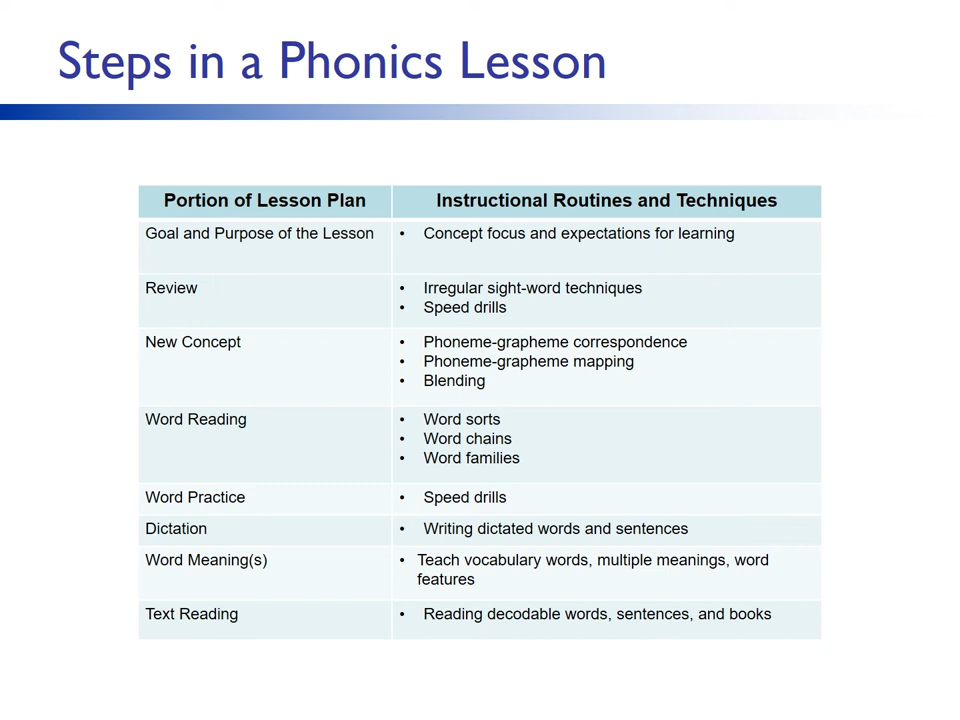 Steps in a Phonics Lesson
Portion of Lesson Plan
Instructional Routines and Techniques
Goal and Purpose of the Lesson
• Concept focus and expectations for learning
Review
• Irregular sight-word techniques
• Speed drills
New Concept
• Phoneme-grapheme correspondence
• Phoneme-grapheme mapping
• Blending
Word Reading
• Word sorts
• Word chains
• Word families
Word Practice
• Speed drills
Dictation
• Writing dictated words and sentences
Word Meaning(s)
• Teach vocabulary words, multiple meanings, word
features
Text Reading
• Reading decodable words, sentences, and books